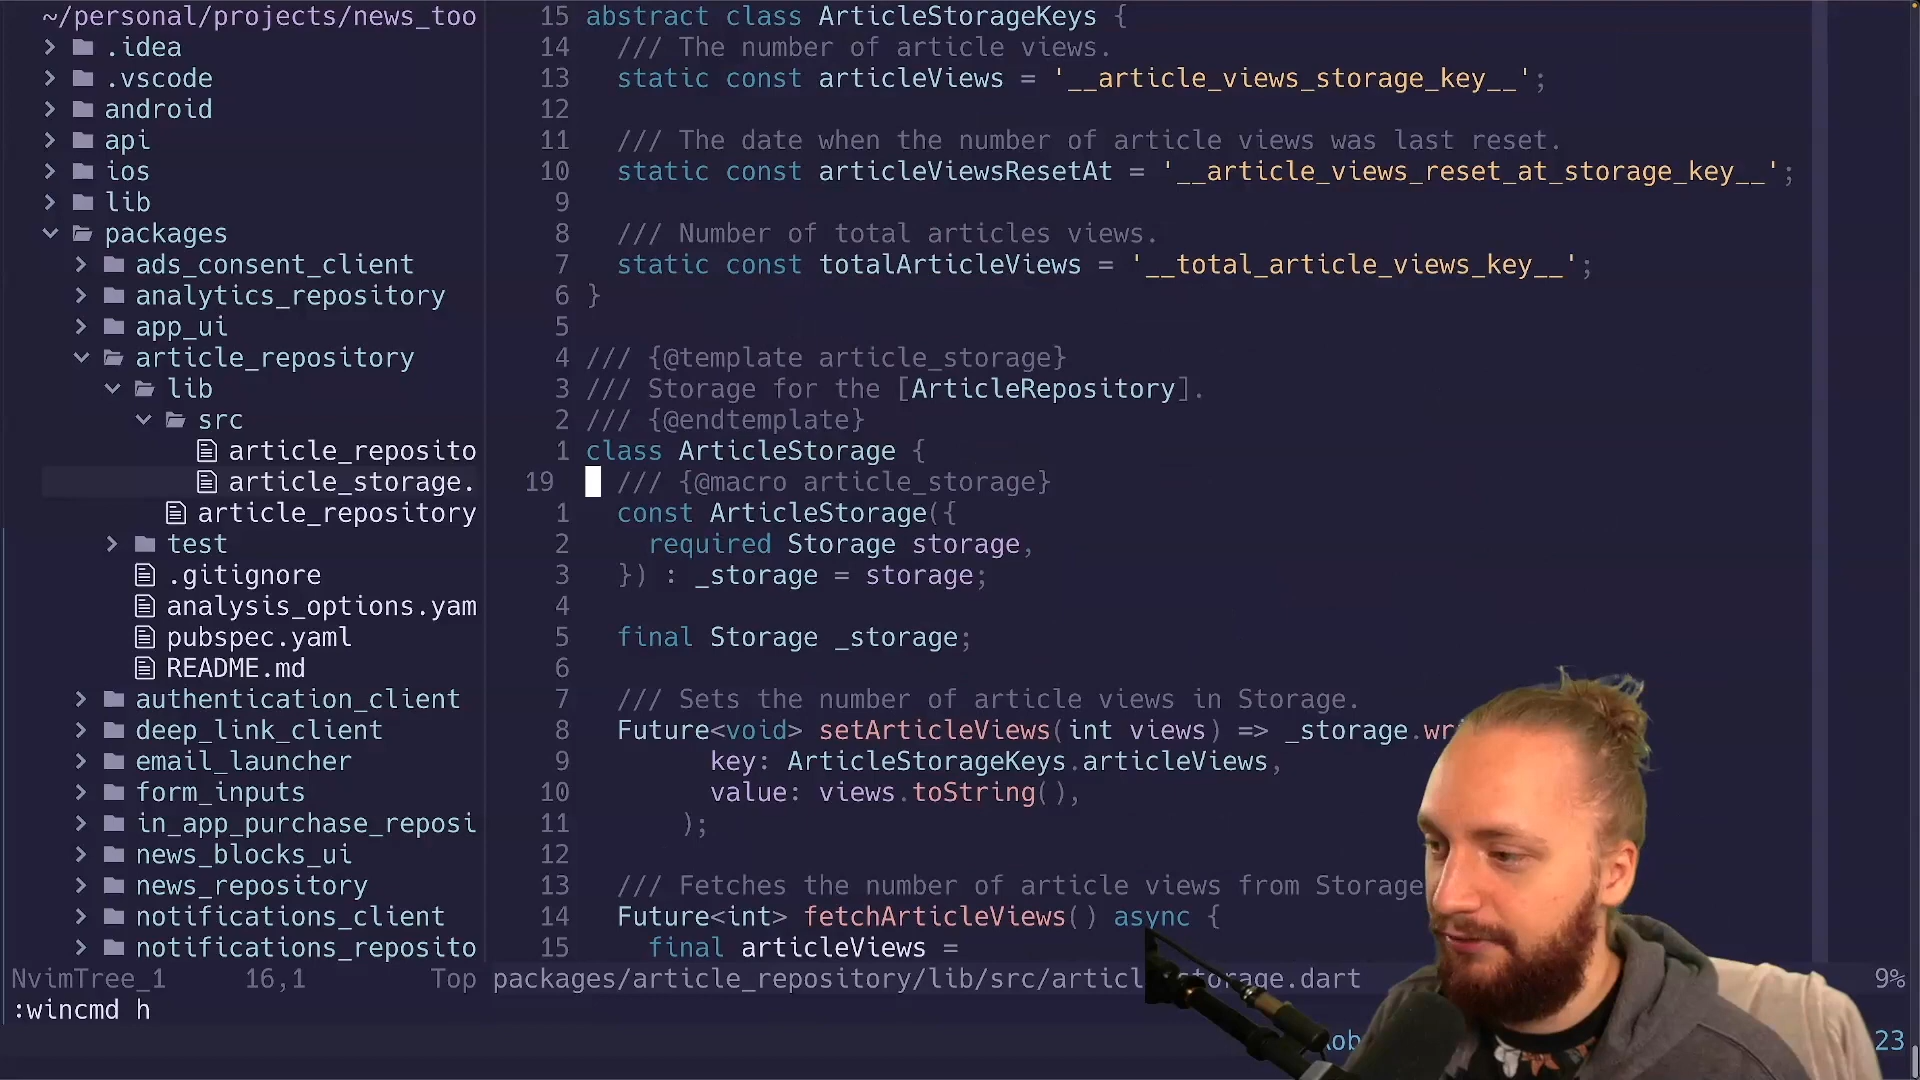 ~/personal/projects/news_too
.idea
.vscode
android
api
ios
lib
packages
ads_consent_client
analytics_repository
app_ui
article_repository
lib
src
article_reposito
article_storage.
article_repository
test
.gitignore
analysis_options.yam
pubspec.yaml
README.md
authentication_client
deep_link_client
email_launcher
form_inputs
in_app_purchase_reposi
news_blocks_ui
news_repository
notifications_client
notifications_reposito
NvimTree_1 16,1 Top
15 abstract class ArticleStorageKeys {
14 /// The number of article views.
13 static const articleViews = '__article_views_storage_key__';
12
11 /// The date when the number of article views was last reset.
10 static const articleViewsResetAt = '__article_views_reset_at_storage_key__';
9
8 /// Number of total articles views.
7 static const totalArticleViews = '__total_article_views_key__';
6 }
5
4 /// {@template article_storage}
3 /// Storage for the [ArticleRepository].
2 /// {@endtemplate}
1 class ArticleStorage {
19 /// {@macro article_storage}
1 const ArticleStorage({
2 required Storage storage,
3 }) : _storage = storage;
4
5 final Storage _storage;
6
7 /// Sets the number of article views in Storage.
8 Future<void> setArticleViews(int views) => _storage.wr
9 key: ArticleStorageKeys.articleViews,
10 value: views.toString(),
11 );
12
13 /// Fetches the number of article views from Storage
14 Future<int> fetchArticleViews() async {
15 final articleViews =
packages/article_repository/lib/src/articl storage.dart 9%
:wincmd h
23